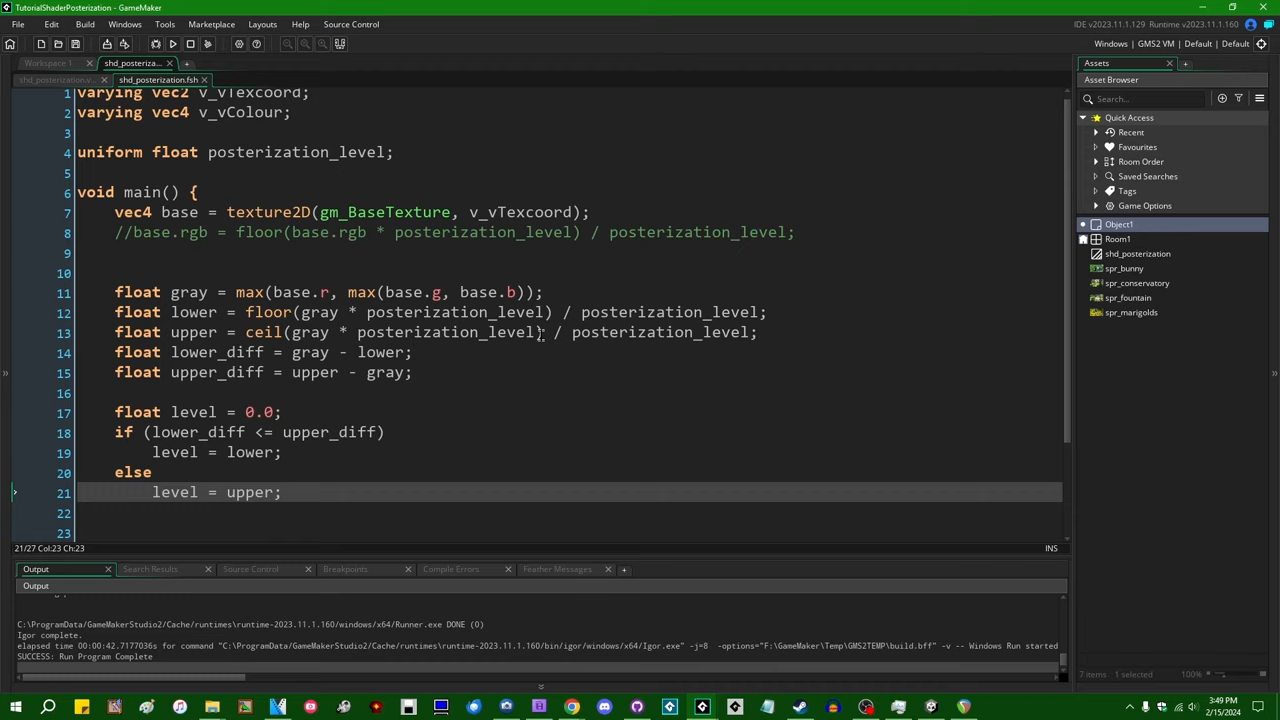 TutorialShaderPosterization - GameMaker
File Edit Build Windows Tools Marketplace Layouts Help Source Control
IDE v2023.11.1.129 Runtime v2023.11.1.160
Windows | GMS2 VM | Default | Default
Workspace 1 shd_posteriza...
shd_posterization.v... shd_posterization.fsh
1 varying vec2 v_vTexcoord;
2 varying vec4 v_vColour;
3
4 uniform float posterization_level;
5
6 void main() {
7 vec4 base = texture2D(gm_BaseTexture, v_vTexcoord);
8 //base.rgb = floor(base.rgb * posterization_level) / posterization_level;
9
10
11 float gray = max(base.r, max(base.g, base.b));
12 float lower = floor(gray * posterization_level) / posterization_level;
13 float upper = ceil(gray * posterization_level) / posterization_level;
14 float lower_diff = gray - lower;
15 float upper_diff = upper - gray;
16
17 float level = 0.0;
18 if (lower_diff <= upper_diff)
19 level = lower;
20 else
21 level = upper;
22
23
21/27 Col:23 Ch:23 INS
Output Search Results Source Control Breakpoints Compile Errors Feather Messages
Output
C:\ProgramData/GameMakerStudio2/Cache/runtimes\runtime-2023.11.1.160/windows/x64/Runner.exe DONE (0)
Igor complete.
elapsed time 00:00:42.7177036s for command "C:\ProgramData/GameMakerStudio2/Cache/runtimes\runtime-2023.11.1.160/bin/igor/windows/x64/Igor.exe" -j=8 -options="F:\GameMaker\Temp\GMS2TEMP\build.bff" -v -- Windows Run started
SUCCESS: Run Program Complete
Assets
Asset Browser
Search...
Quick Access
Recent
Favourites
Room Order
Saved Searches
Tags
Game Options
Object1
Room1
shd_posterization
spr_bunny
spr_conservatory
spr_fountain
spr_marigolds
7 items 1 selected 100%
3:49 PM
2/15/2024